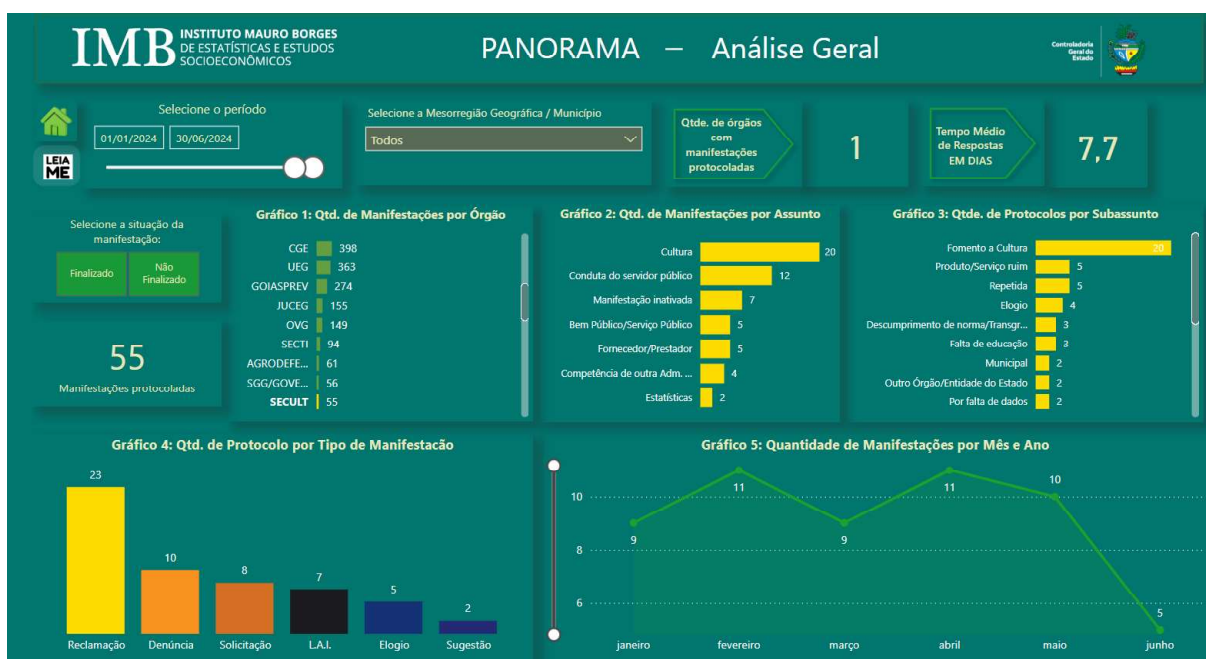 IMB
INSTITUTO MAURO BORGES
DE ESTATÍSTICAS E ESTUDOS
SOCIOECONÔMICOS
PANORAMA – Análise Geral
Controladoria
Geral do
Estado
LEIA
ME
Selecione o período
01/01/2024 30/06/2024
Selecione a Mesorregião Geográfica / Município
Todos
Qtde. de órgãos
com
manifestações
protocoladas
1
Tempo Médio
de Respostas
EM DIAS
7,7
Selecione a situação da
manifestação:
Finalizado
Não
Finalizado
55
Manifestações protocoladas
Gráfico 1: Qtd. de Manifestações por Órgão
CGE 398
UEG 363
GOIASPREV 274
JUCEG 155
OVG 149
SECTI 94
AGRODEFE... 61
SGG/GOVE... 56
SECULT 55
Gráfico 2: Qtd. de Manifestações por Assunto
Cultura 20
Conduta do servidor público 12
Manifestação inativada 7
Bem Público/Serviço Público 5
Fornecedor/Prestador 5
Competência de outra Adm. ... 4
Estatísticas 2
Gráfico 3: Qtde. de Protocolos por Subassunto
Fomento a Cultura 20
Produto/Serviço ruim 5
Repetida 5
Elogio 4
Descumprimento de norma/Transgr... 3
Falta de educação 3
Municipal 2
Outro Órgão/Entidade do Estado 2
Por falta de dados 2
Gráfico 4: Qtd. de Protocolo por Tipo de Manifestacão
23
10
8
7
5
2
Reclamação Denúncia Solicitação L.A.I. Elogio Sugestão
Gráfico 5: Quantidade de Manifestações por Mês e Ano
10
8
6
9
11
9
11
10
5
janeiro fevereiro março abril maio junho